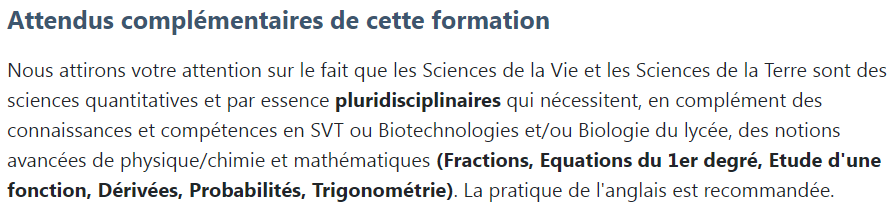 Attendus complémentaires de cette formation
Nous attirons votre attention sur le fait que les Sciences de la Vie et les Sciences de la Terre sont des
sciences quantitatives et par essence pluridisciplinaires qui nécessitent, en complément des
connaissances et compétences en SVT ou Biotechnologies et/ou Biologie du lycée, des notions
avancées de physique/chimie et mathématiques (Fractions, Equations du 1er degré, Etude d'une
fonction, Dérivées, Probabilités, Trigonométrie). La pratique de l'anglais est recommandée.